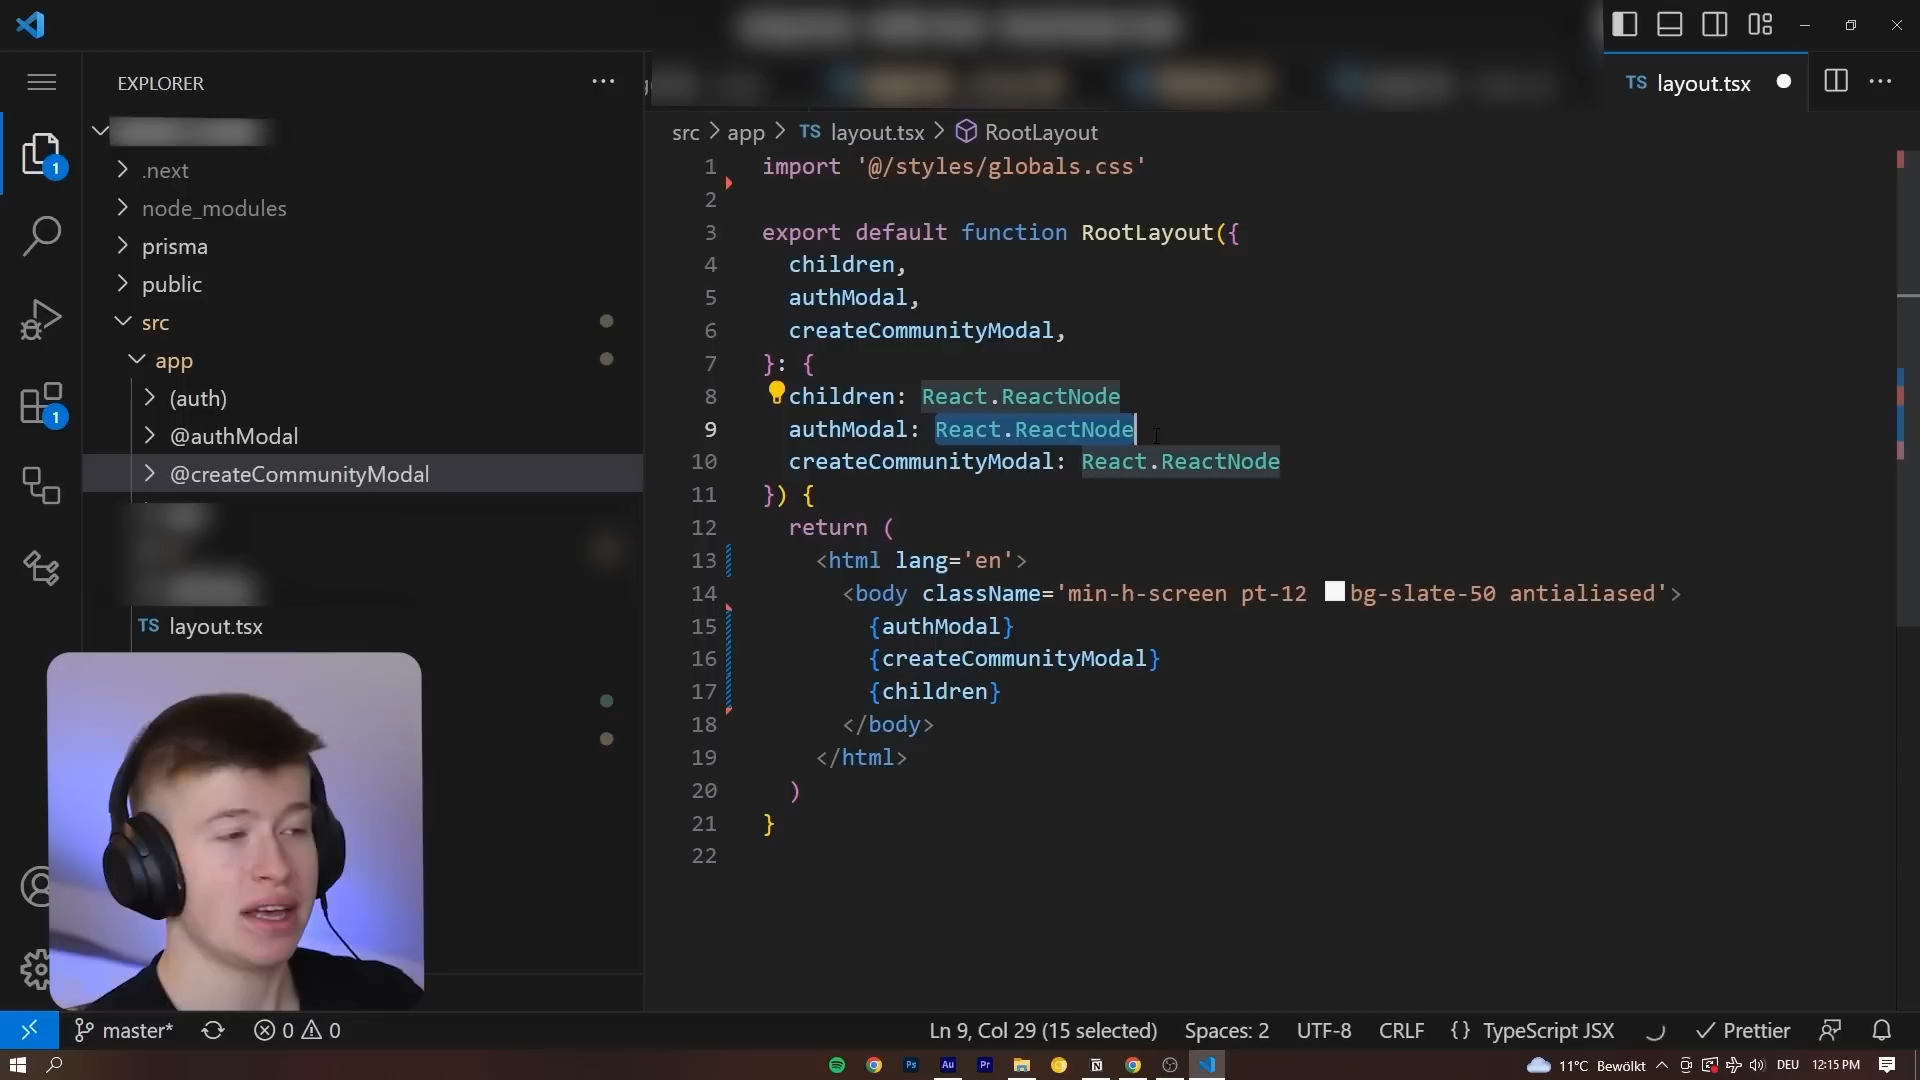 EXPLORER
.next
node_modules
prisma
public
src
app
(auth)
@authModal
@createCommunityModal
TS layout.tsx
1
1
TS layout.tsx
src > app > TS layout.tsx > RootLayout
1 import '@/styles/globals.css'
2
3 export default function RootLayout({
4 children,
5 authModal,
6 createCommunityModal,
7 }: {
8 children: React.ReactNode
9 authModal: React.ReactNode
10 createCommunityModal: React.ReactNode
11 }) {
12 return (
13 <html lang='en'>
14 <body className='min-h-screen pt-12 bg-slate-50 antialiased'>
15 {authModal}
16 {createCommunityModal}
17 {children}
18 </body>
19 </html>
20 )
21 }
22
master* 0 0 Ln 9, Col 29 (15 selected) Spaces: 2 UTF-8 CRLF {} TypeScript JSX Prettier
Ps Au Pr 11°C Bewölkt DEU 12:15 PM